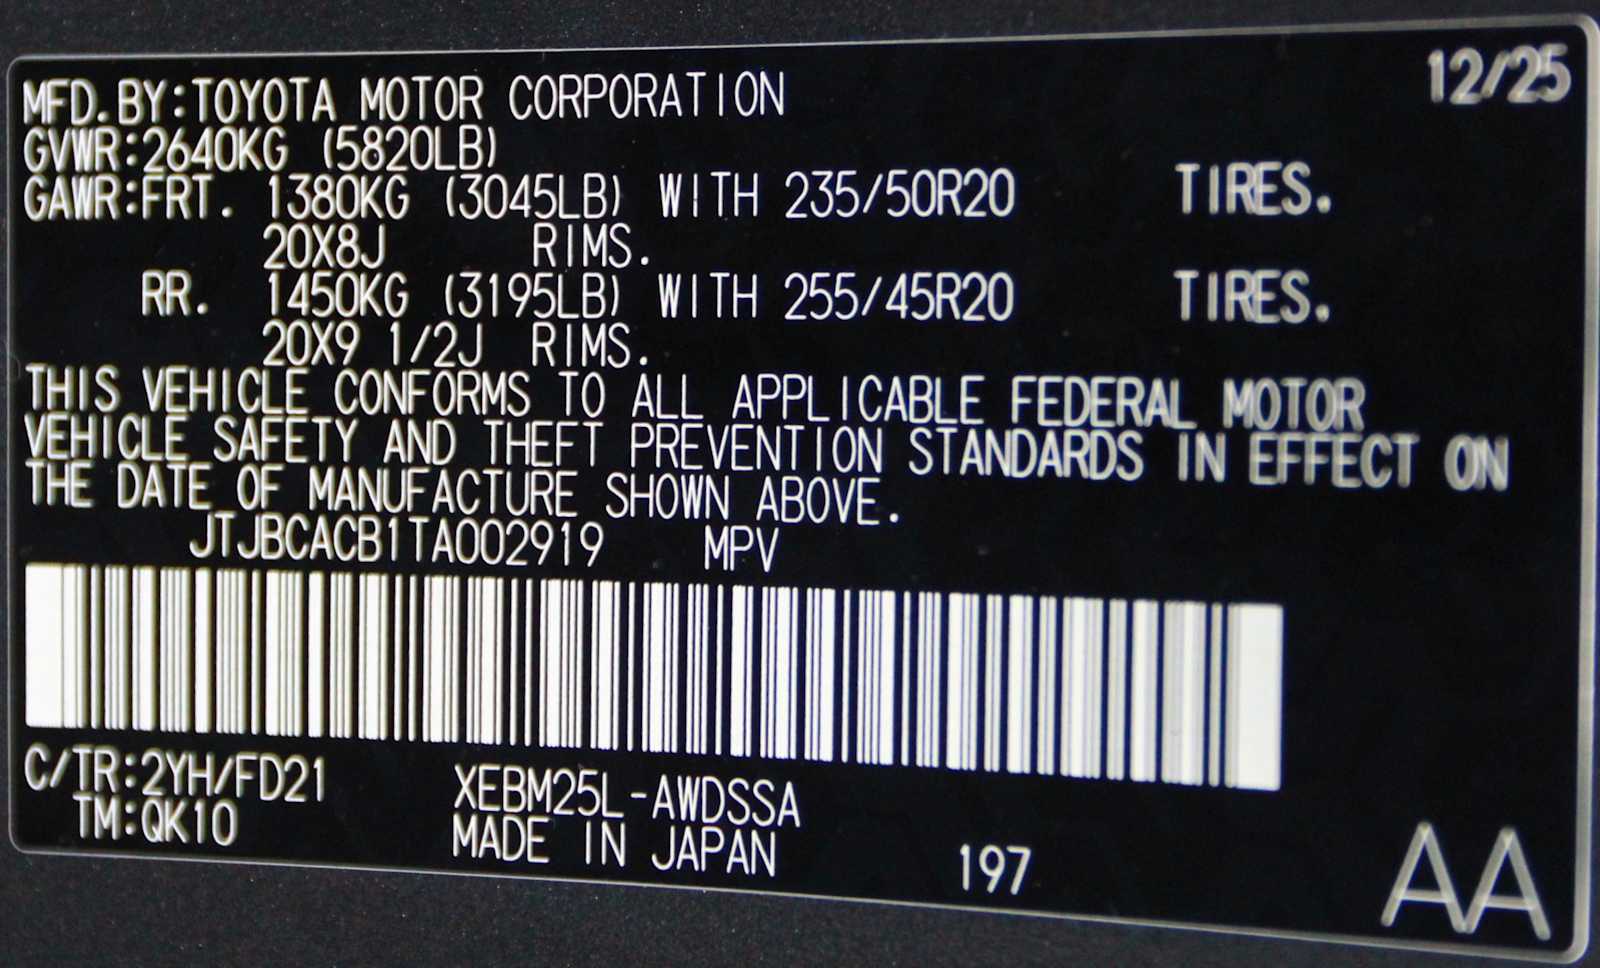 12/25
MFD.BY:TOYOTA MOTOR CORPORATION
GVWR:2640KG (5820LB)
GAWR:FRT. 1380KG (3045LB) WITH 235/50R20 TIRES.
20X8J RIMS.
RR. 1450KG (3195LB) WITH 255/45R20 TIRES.
20X9 1/2J RIMS.
THIS VEHICLE CONFORMS TO ALL APPLICABLE FEDERAL MOTOR
VEHICLE SAFETY AND THEFT PREVENTION STANDARDS IN EFFECT ON
THE DATE OF MANUFACTURE SHOWN ABOVE.
JTJBCACB1TA002919 MPV
C/TR:2YH/FD21 XEBM25L-AWDSSA
TM:QK10 MADE IN JAPAN 197
AA